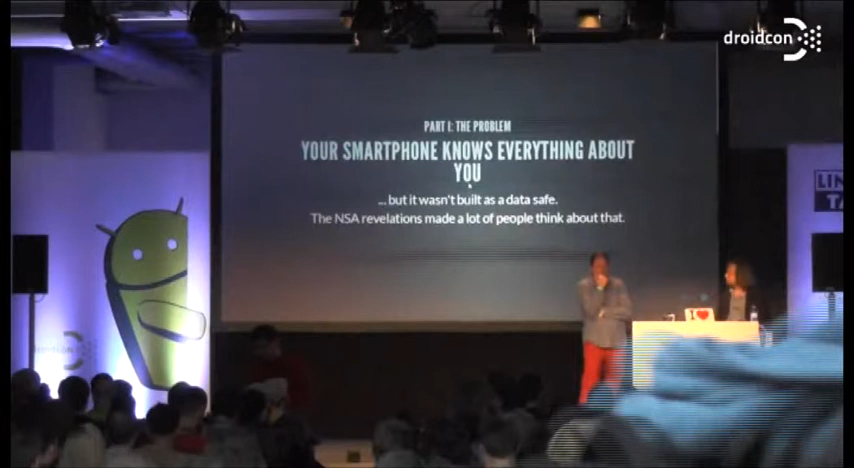 droidcon
PART I: THE PROBLEM
YOUR SMARTPHONE KNOWS EVERYTHING ABOUT
YOU
... but it wasn't built as a data safe.
The NSA revelations made a lot of people think about that.
I ♥